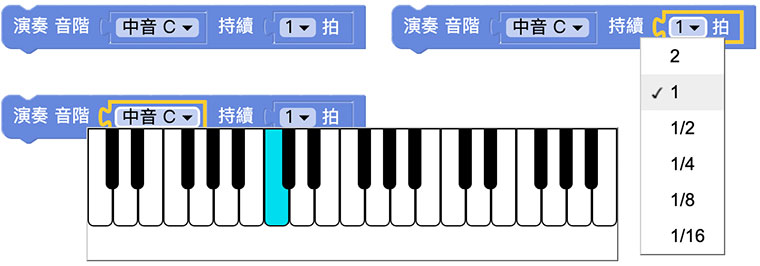 演奏 音階 中音 C 持續 1 拍
演奏 音階 中音 C 持續 1 拍
2
✓ 1
1/2
1/4
1/8
1/16
演奏 音階 中音 C 持續 1 拍